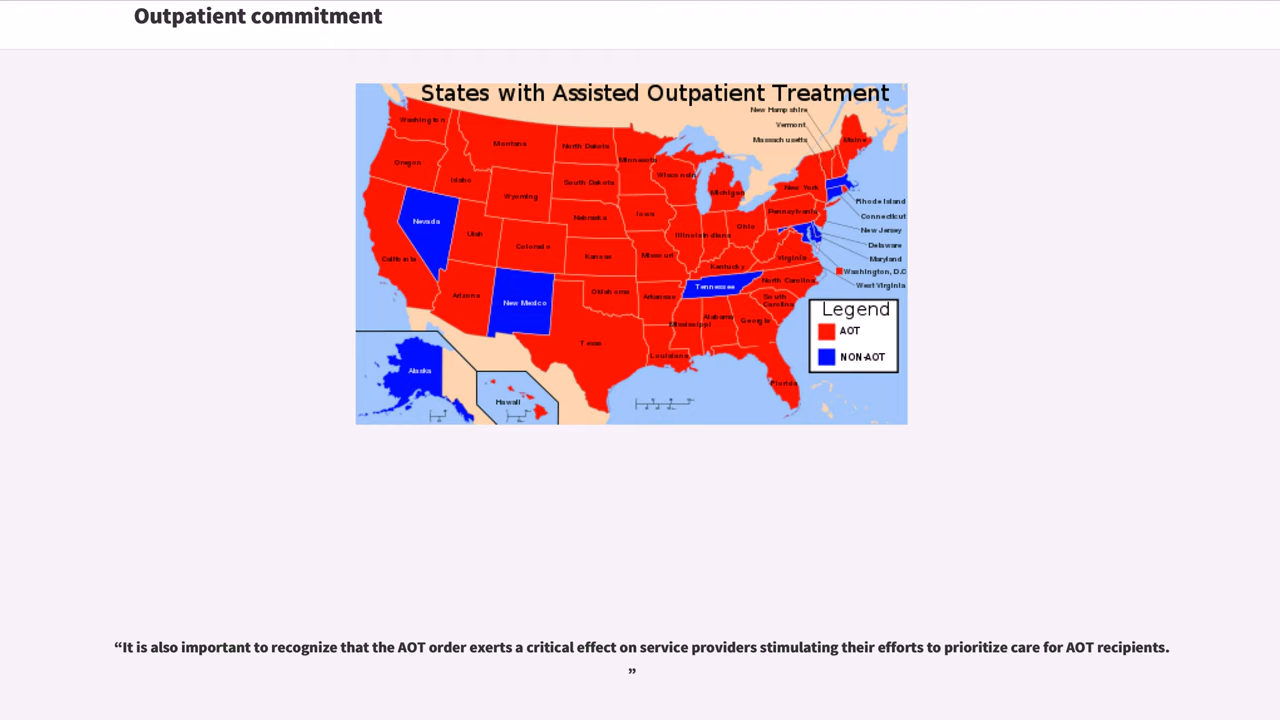 Outpatient commitment
States with Assisted Outpatient Treatment
New Hampshire
Vermont
Massachusetts
Washington
Montana
North Dakota
Minnesota
Maine
Oregon
Idaho
Wisconsin
South Dakota
Michigan
New York
Wyoming
Rhode Island
Nevada
Nebraska
Iowa
Pennsylvania
Connecticut
Utah
Colorado
Illinois
Indiana
Ohio
New Jersey
Delaware
California
Kansas
Missouri
Virginia
Maryland
Kentucky
Washington, D.C
Arizona
New Mexico
Oklahoma
Arkansas
Tennessee
North Carolina
West Virginia
South
Carolina
Mississippi
Alabama
Georgia
Legend
AOT
NON-AOT
Texas
Louisiana
Alaska
Hawaii
Florida
“It is also important to recognize that the AOT order exerts a critical effect on service providers stimulating their efforts to prioritize care for AOT recipients.
”